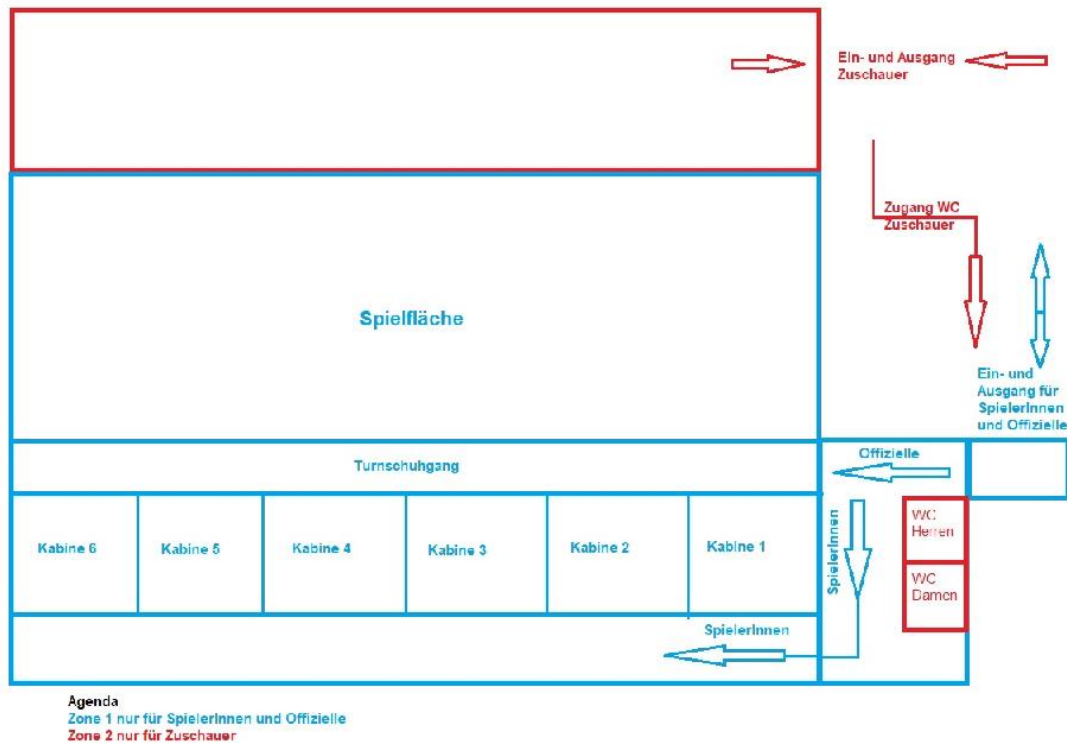 Ein- und Ausgang
Zuschauer
Zugang WC
Zuschauer
Spielfläche
Ein- und
Ausgang für
SpielerInnen
und Offizielle
Turnschuhgang
Offizielle
Kabine 6
Kabine 5
Kabine 4
Kabine 3
Kabine 2
Kabine 1
SpielerInnen
WC
Herren
WC
Damen
SpielerInnen
Agenda
Zone 1 nur für SpielerInnen und Offizielle
Zone 2 nur für Zuschauer